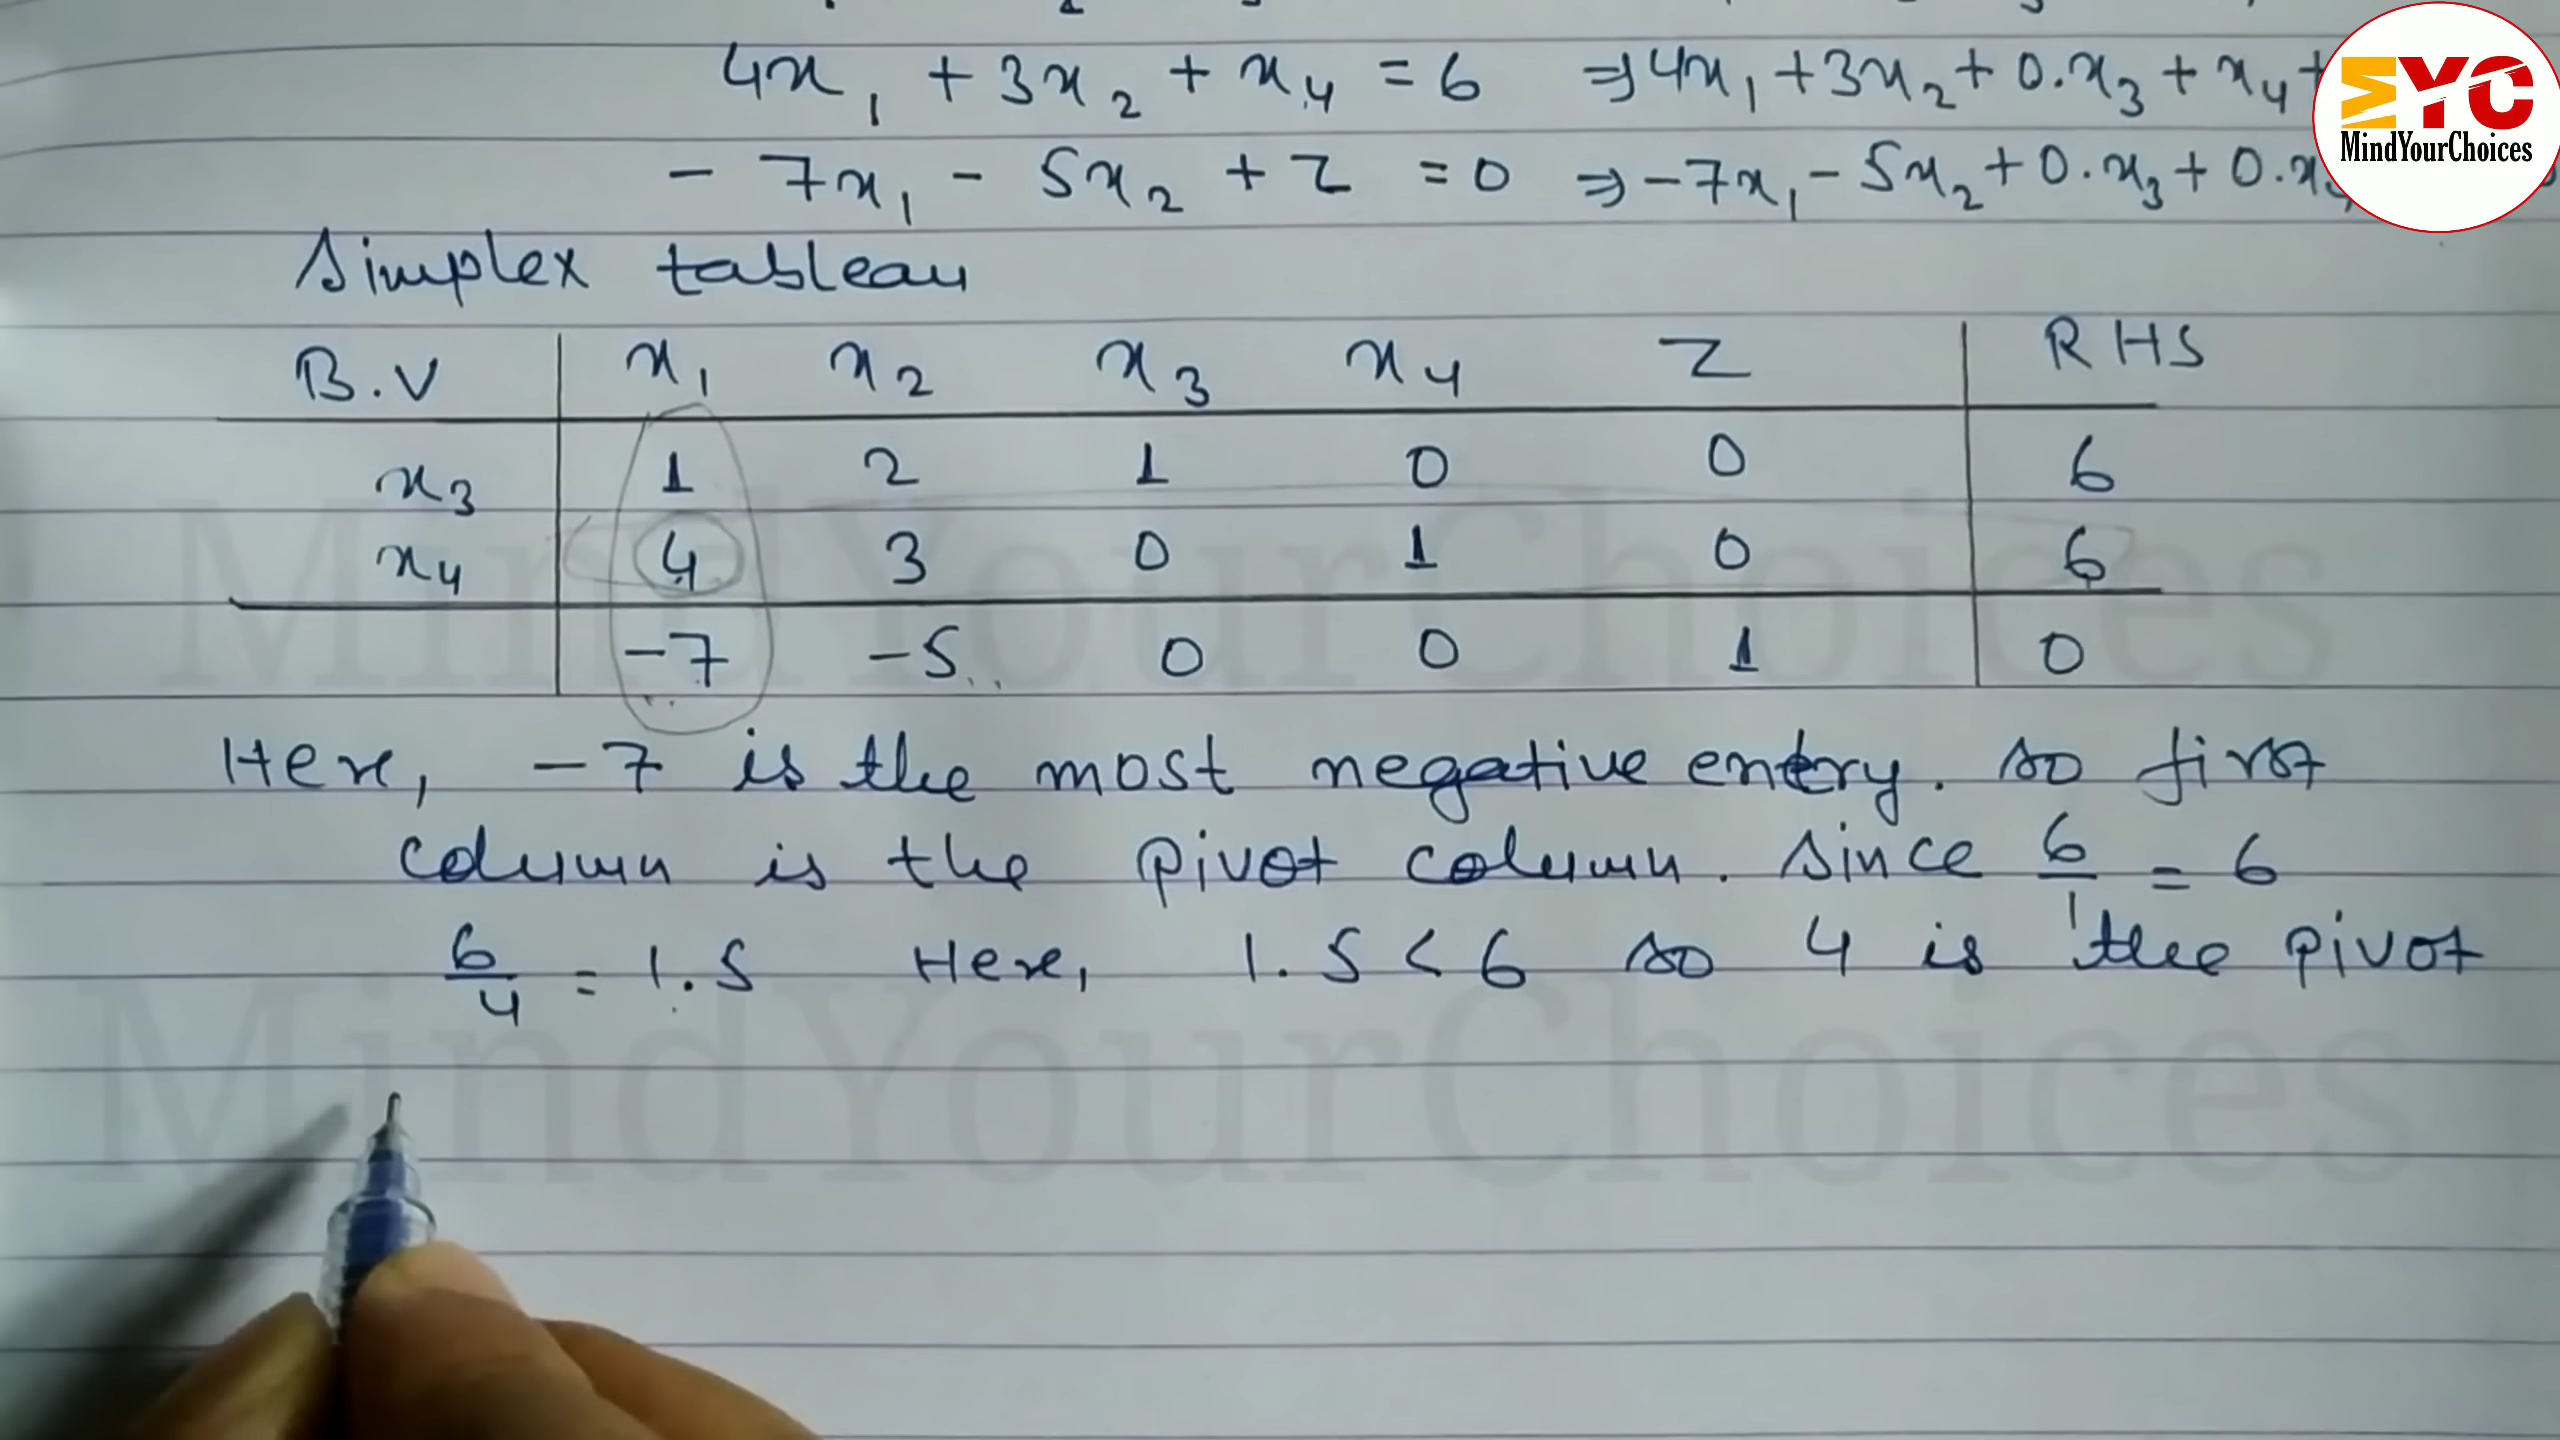 4x₁ + 3x₂ + x₄ = 6 ⇒ 4x₁ + 3x₂ + 0.x₃ + x₄ +
- 7x₁ - 5x₂ + Z = 0 ⇒ -7x₁ - 5x₂ + 0.x₃ + 0.x₄
MYC
MindYourChoices
Simplex tableau
B.V x₁ x₂ x₃ x₄ Z RHS
x₃ 1 2 1 0 0 6
x₄ 4 3 0 1 0 6
-7 -5 0 0 1 0
Here, -7 is the most negative entry. so first
column is the pivot column. Since 6/1 = 6
6/4 = 1.5 Here, 1.5 < 6 so 4 is the pivot
MindYourChoices
MindYourChoices